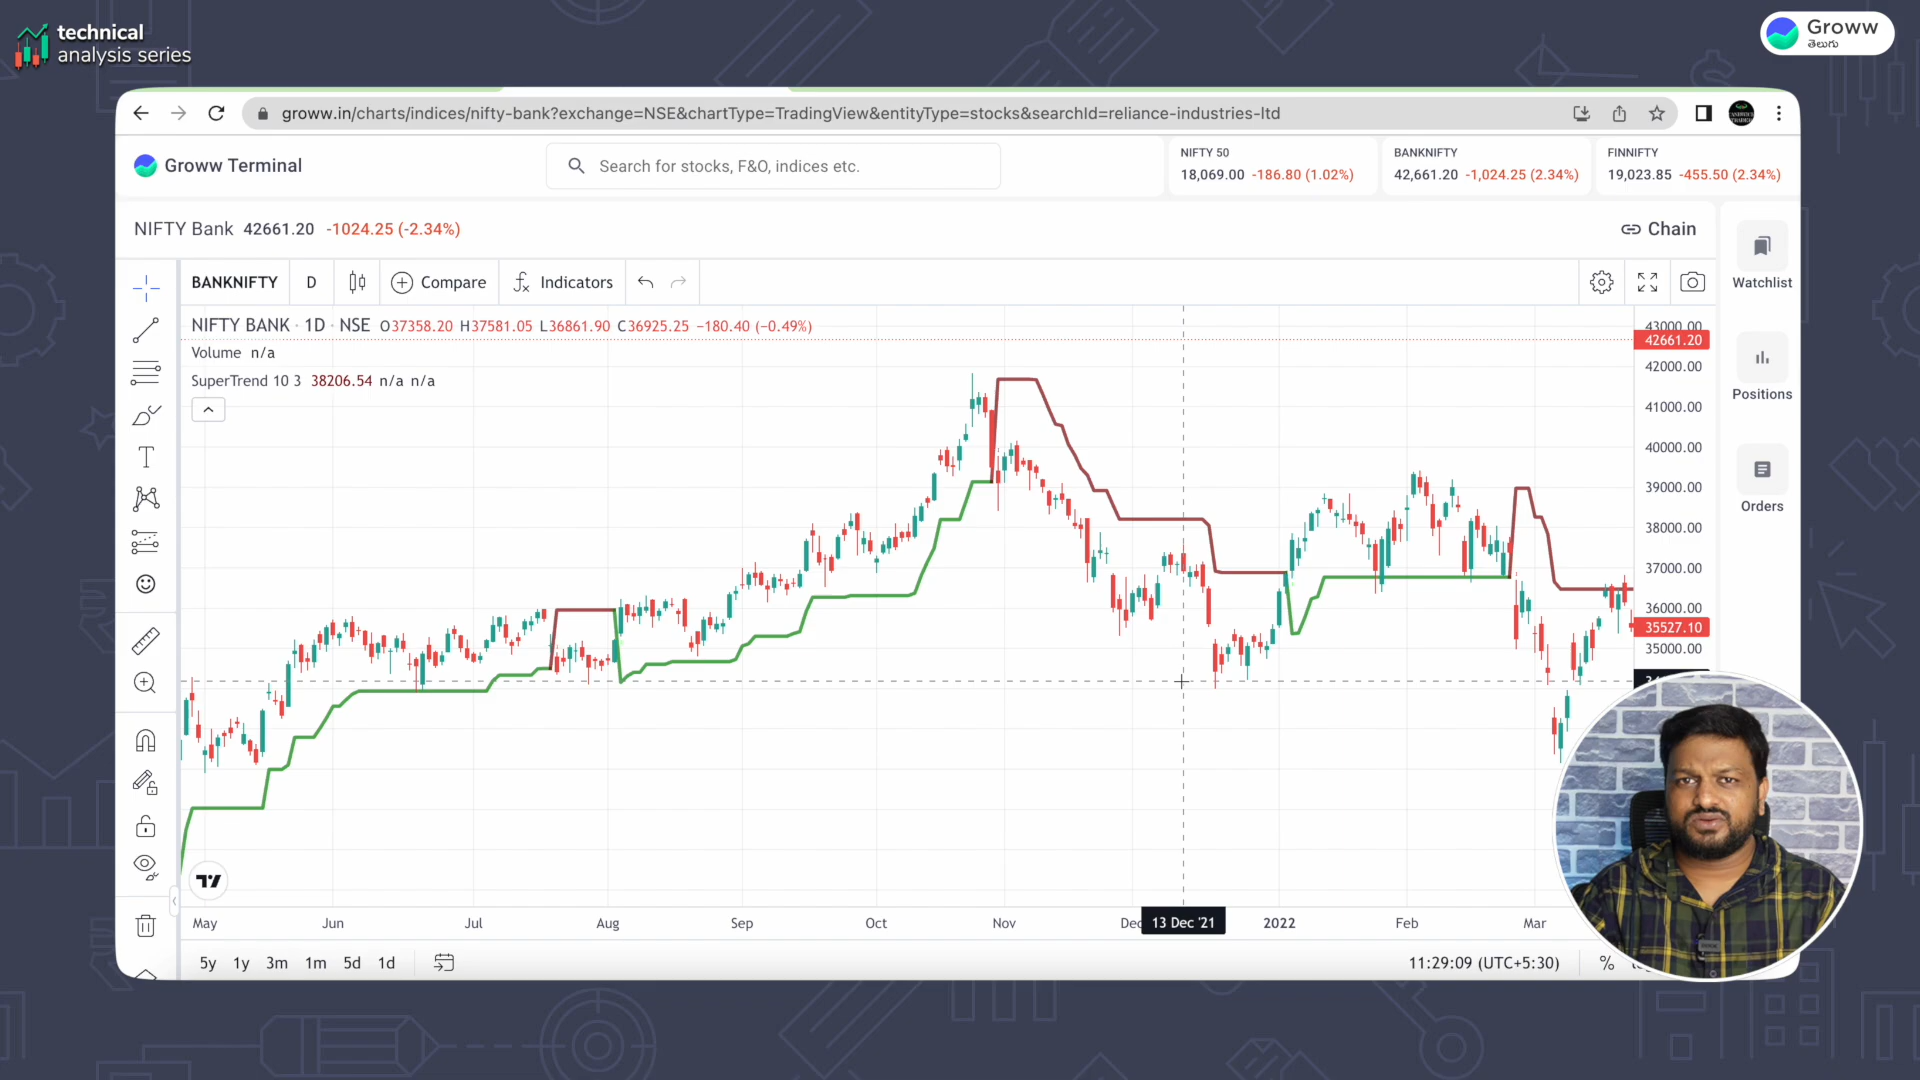 technical
analysis series
Groww
తెలుగు
groww.in/charts/indices/nifty-bank?exchange=NSE&chartType=TradingView&entityType=stocks&searchId=reliance-industries-ltd
Groww Terminal
Search for stocks, F&O, indices etc.
NIFTY 50
18,069.00 -186.80 (1.02%)
BANKNIFTY
42,661.20 -1,024.25 (2.34%)
FINNIFTY
19,023.85 -455.50 (2.34%)
NIFTY Bank 42661.20 -1024.25 (-2.34%)
Chain
Watchlist
Positions
Orders
BANKNIFTY D Compare Indicators
NIFTY BANK · 1D · NSE O37358.20 H37581.05 L36861.90 C36925.25 −180.40 (−0.49%)
Volume n/a
SuperTrend 10 3 38206.54 n/a n/a
43000.00
42661.20
42000.00
41000.00
40000.00
39000.00
38000.00
37000.00
36000.00
35527.10
35000.00
May Jun Jul Aug Sep Oct Nov Dec 13 Dec '21 2022 Feb Mar
5y 1y 3m 1m 5d 1d
11:29:09 (UTC+5:30) %